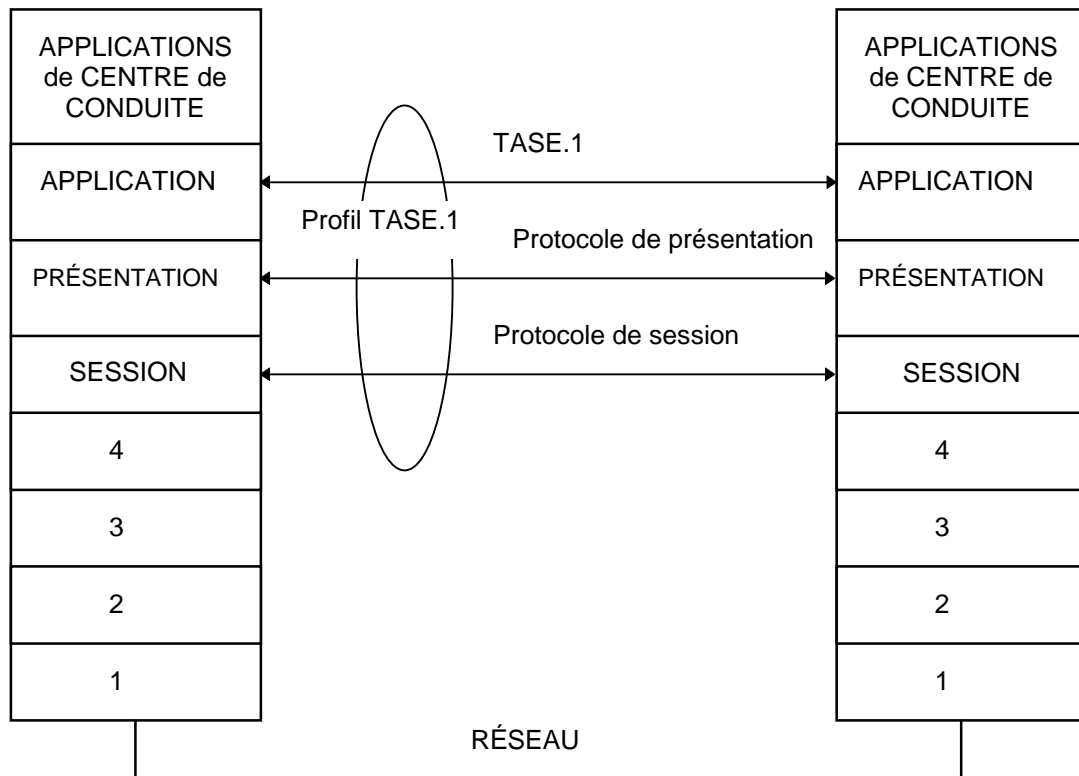 APPLICATIONS
de CENTRE de
CONDUITE
APPLICATIONS
de CENTRE de
CONDUITE
TASE.1
APPLICATION
APPLICATION
Profil TASE.1
Protocole de présentation
PRÉSENTATION
PRÉSENTATION
Protocole de session
SESSION
SESSION
4
4
3
3
2
2
1
1
RÉSEAU